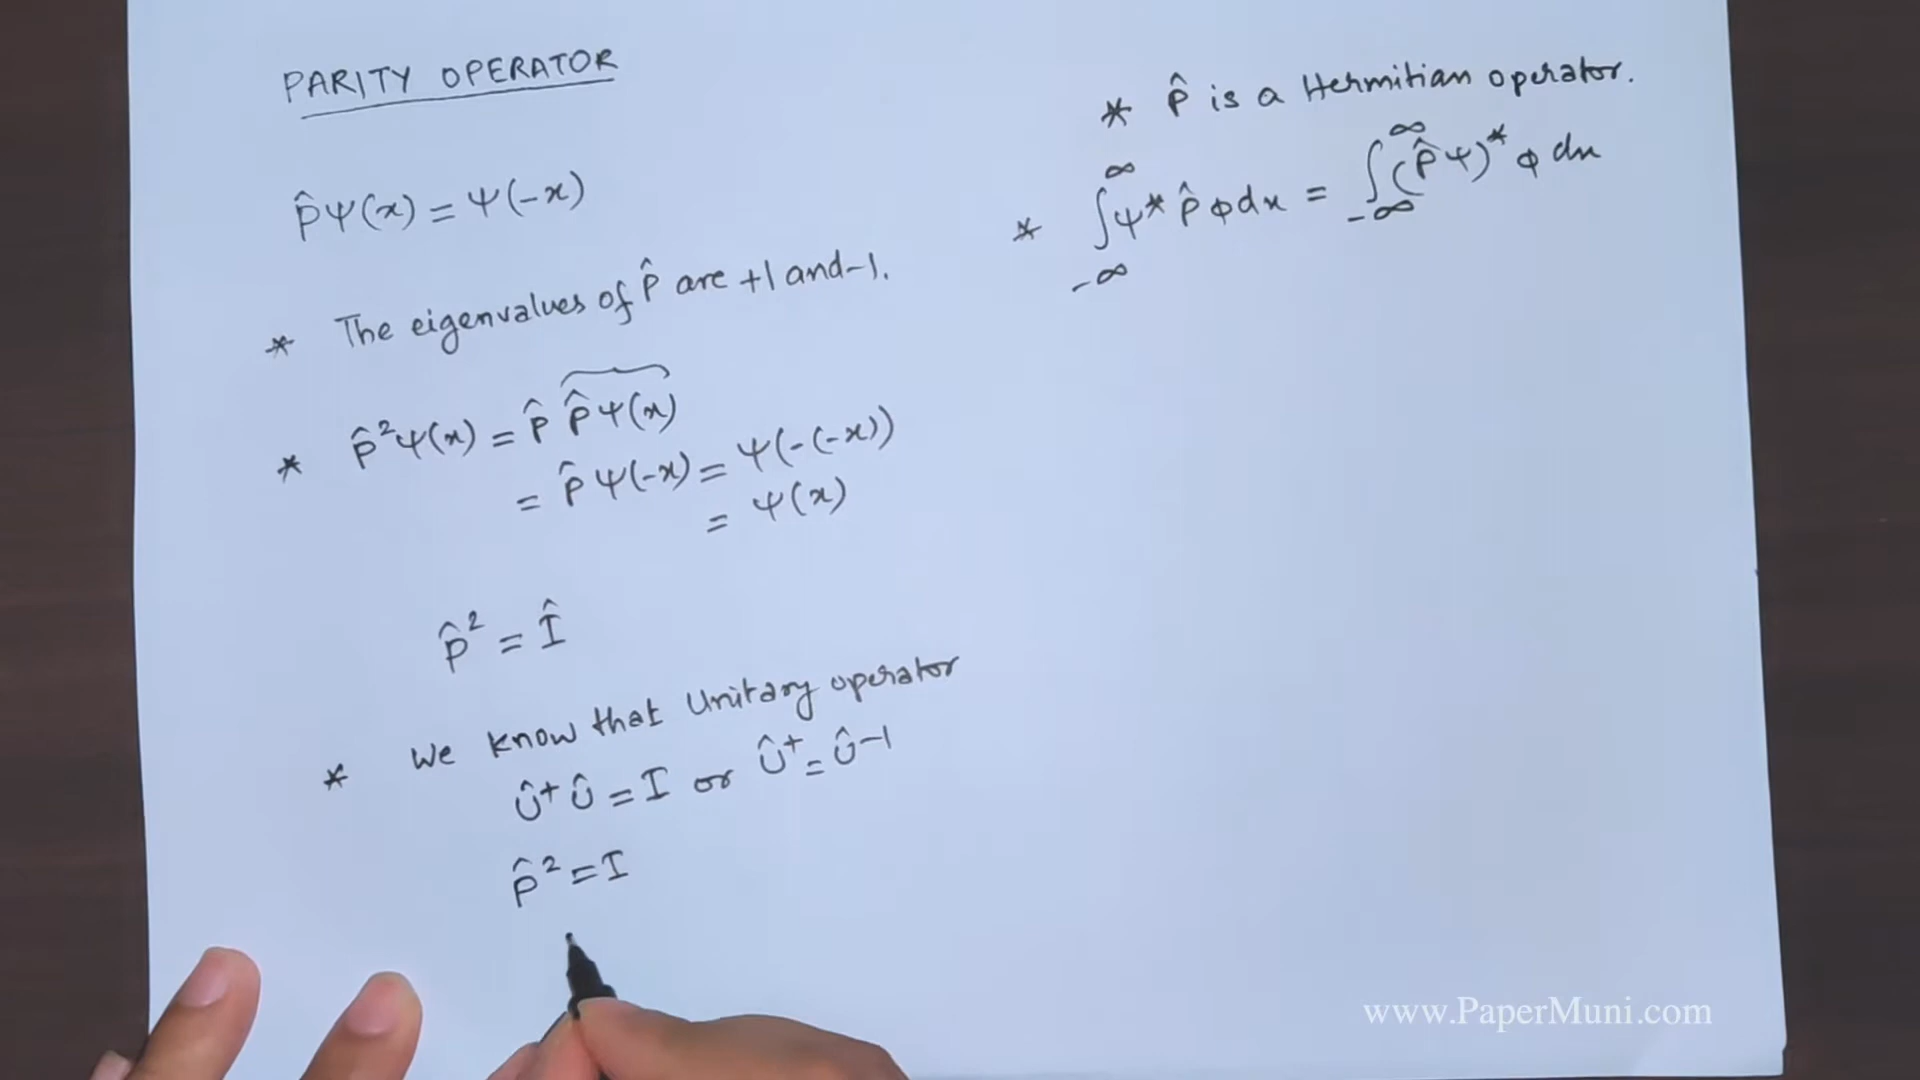 PARITY OPERATOR
P̂Ψ(x) = Ψ(-x)
* The eigenvalues of P̂ are +1 and -1.
* P̂²Ψ(x) = P̂ P̂Ψ(x)
= P̂Ψ(-x) = Ψ(-(-x))
= Ψ(x)
P̂² = Î
* We know that Unitary operator
Û⁺Û = I or Û⁺ = Û⁻¹
P̂² = I
* P̂ is a Hermitian operator.
* ∫_{-∞}^{∞} Ψ* P̂ φ dx = ∫_{-∞}^{∞} (P̂Ψ)* φ dx
www.PaperMuni.com